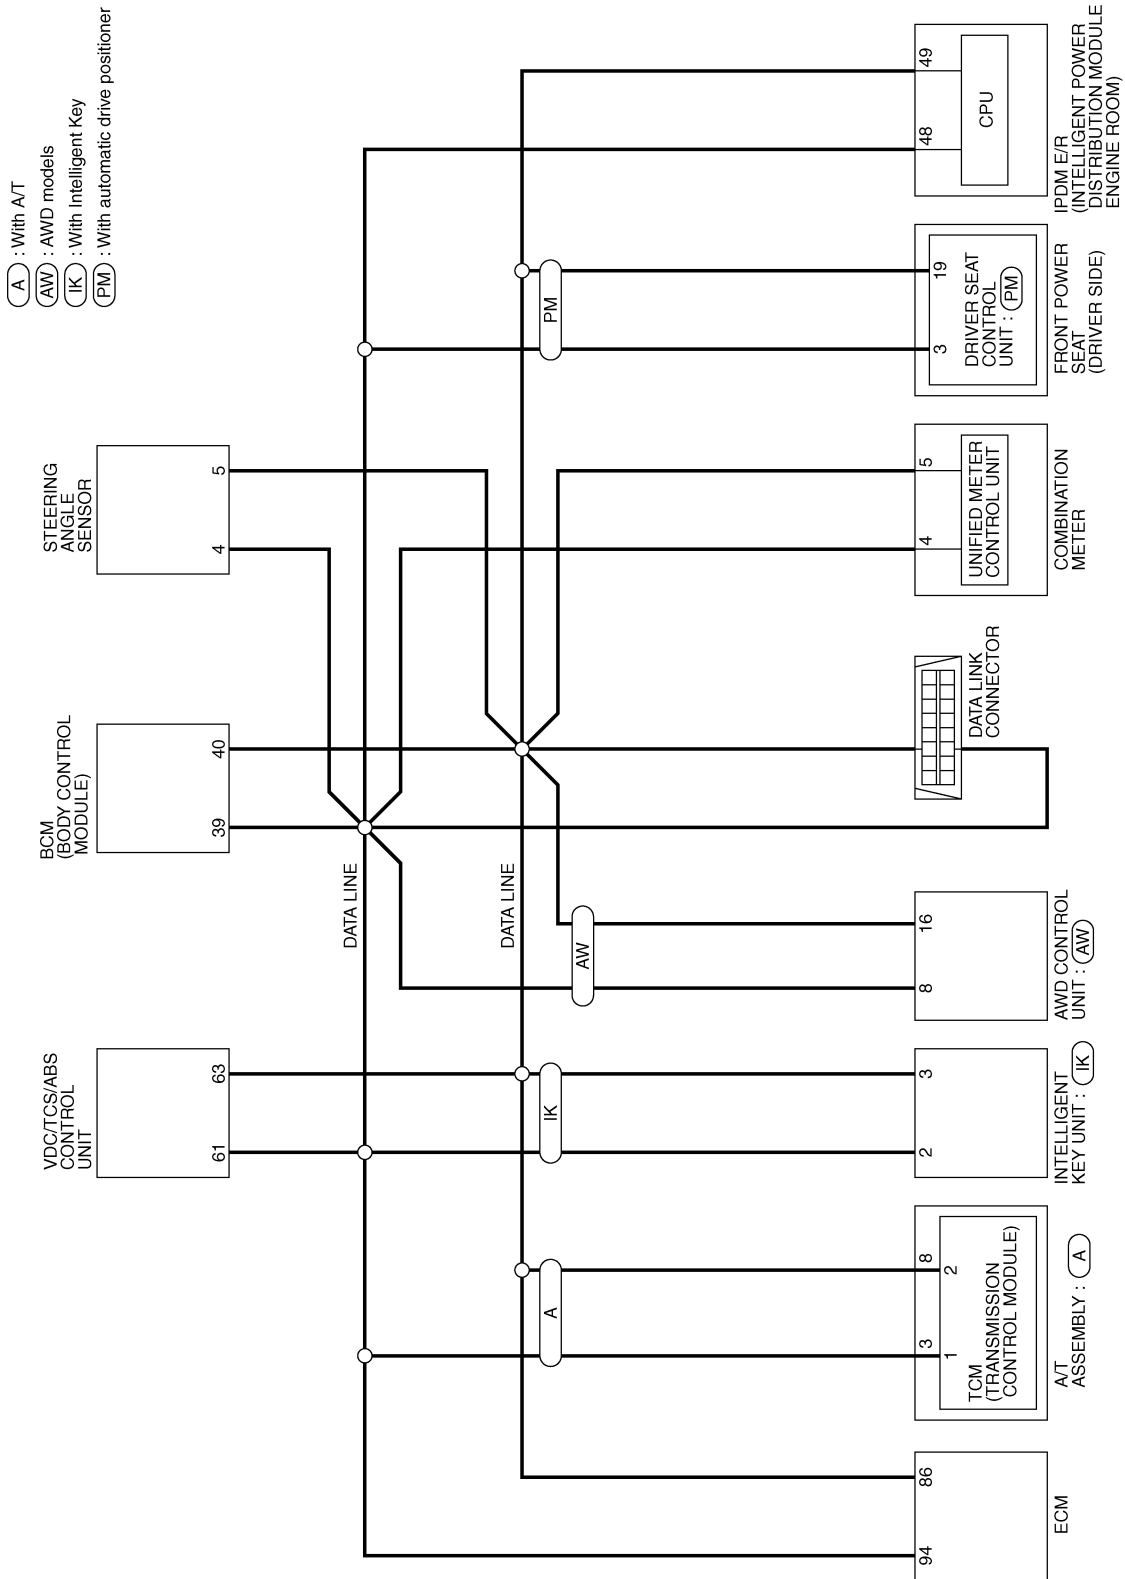 A : With A/T
AW : AWD models
IK : With Intelligent Key
PM : With automatic drive positioner
VDC/TCS/ABS
CONTROL
UNIT
61
63
BCM
(BODY CONTROL
MODULE)
39
40
STEERING
ANGLE
SENSOR
4
5
DATA LINE
DATA LINE
A
IK
AW
PM
94
86
ECM
3
8
1
2
TCM
(TRANSMISSION
CONTROL MODULE)
A/T
ASSEMBLY : A
2
3
INTELLIGENT
KEY UNIT : IK
8
16
AWD CONTROL
UNIT : AW
DATA LINK
CONNECTOR
4
5
UNIFIED METER
CONTROL UNIT
COMBINATION
METER
3
19
DRIVER SEAT
CONTROL
UNIT : PM
FRONT POWER
SEAT
(DRIVER SIDE)
48
49
CPU
IPDM E/R
(INTELLIGENT POWER
DISTRIBUTION MODULE
ENGINE ROOM)